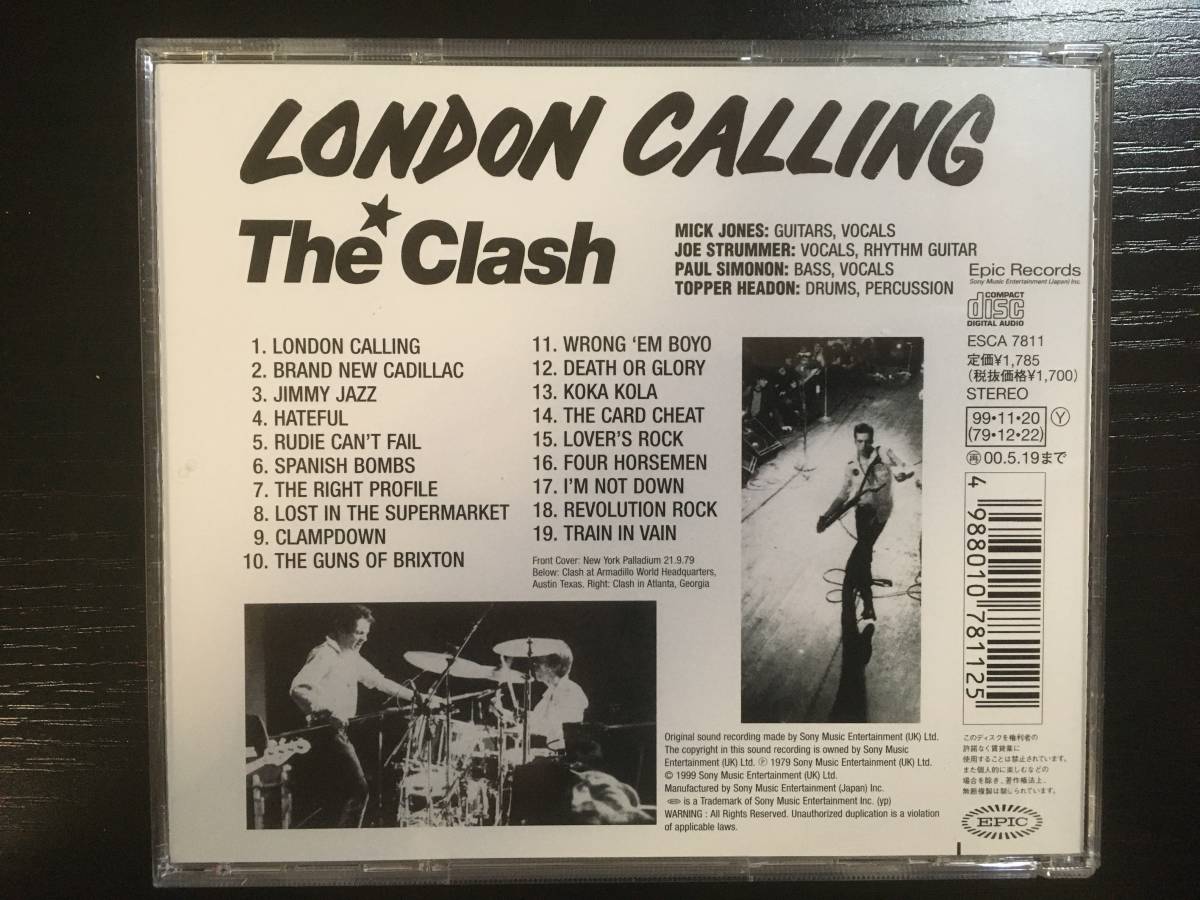 LONDON CALLING
The Clash
MICK JONES: GUITARS, VOCALS
JOE STRUMMER: VOCALS, RHYTHM GUITAR
PAUL SIMONON: BASS, VOCALS
TOPPER HEADON: DRUMS, PERCUSSION
1. LONDON CALLING
2. BRAND NEW CADILLAC
3. JIMMY JAZZ
4. HATEFUL
5. RUDIE CAN'T FAIL
6. SPANISH BOMBS
7. THE RIGHT PROFILE
8. LOST IN THE SUPERMARKET
9. CLAMPDOWN
10. THE GUNS OF BRIXTON
11. WRONG 'EM BOYO
12. DEATH OR GLORY
13. KOKA KOLA
14. THE CARD CHEAT
15. LOVER'S ROCK
16. FOUR HORSEMEN
17. I'M NOT DOWN
18. REVOLUTION ROCK
19. TRAIN IN VAIN
Front Cover: New York Palladium 21.9.79
Below: Clash at Armadillo World Headquarters,
Austin Texas, Right: Clash in Atlanta, Georgia
Epic Records
Sony Music Entertainment (Japan) Inc.
COMPACT
disc
DIGITAL AUDIO
ESCA 7811
定価¥1,785
(税抜価格¥1,700)
STEREO
99・11・20 Ⓨ
(79・12・22)
㊢00.5.19まで
4 988010 781125
Original sound recording made by Sony Music Entertainment (UK) Ltd.
The copyright in this sound recording is owned by Sony Music
Entertainment (UK) Ltd. ℗ 1979 Sony Music Entertainment (UK) Ltd.
© 1999 Sony Music Entertainment (UK) Ltd.
Manufactured by Sony Music Entertainment (Japan) Inc.
is a Trademark of Sony Music Entertainment Inc. (yp)
WARNING : All Rights Reserved. Unauthorized duplication is a violation
of applicable laws.
このディスクを権利者の
許諾なく賃貸業に
使用することは禁止されています。
また個人的に楽しむなどの
場合を除き、著作権法上、
無断複製は禁じられています。
EPIC